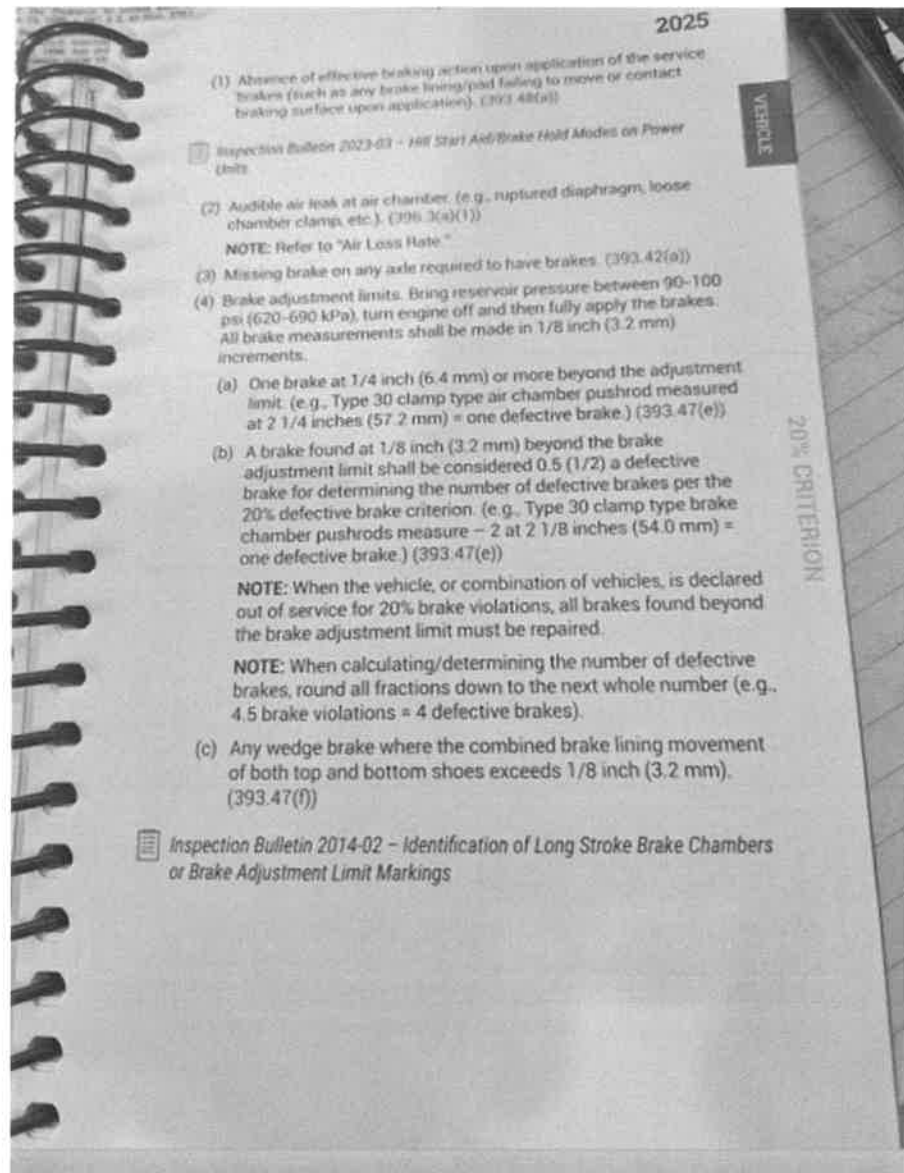 2025
(1) Absence of effective braking action upon application of the service
brakes (such as any brake lining/pad failing to move or contact
braking surface upon application). (393.48(a))
VEHICLE
Inspection Bulletin 2023-03 – Hill Start Aid/Brake Hold Modes on Power
Units
(2) Audible air leak at air chamber. (e.g., ruptured diaphragm, loose
chamber clamp, etc.). (396.3(a)(1))
NOTE: Refer to "Air Loss Rate."
(3) Missing brake on any axle required to have brakes. (393.42(a))
(4) Brake adjustment limits. Bring reservoir pressure between 90–100
psi (620–690 kPa), turn engine off and then fully apply the brakes.
All brake measurements shall be made in 1/8 inch (3.2 mm)
increments.
(a) One brake at 1/4 inch (6.4 mm) or more beyond the adjustment
limit. (e.g., Type 30 clamp type air chamber pushrod measured
at 2 1/4 inches (57.2 mm) = one defective brake.) (393.47(e))
(b) A brake found at 1/8 inch (3.2 mm) beyond the brake
adjustment limit shall be considered 0.5 (1/2) a defective
brake for determining the number of defective brakes per the
20% defective brake criterion. (e.g., Type 30 clamp type brake
chamber pushrods measure – 2 at 2 1/8 inches (54.0 mm) =
one defective brake.) (393.47(e))
20% CRITERION
NOTE: When the vehicle, or combination of vehicles, is declared
out of service for 20% brake violations, all brakes found beyond
the brake adjustment limit must be repaired.
NOTE: When calculating/determining the number of defective
brakes, round all fractions down to the next whole number (e.g.,
4.5 brake violations = 4 defective brakes).
(c) Any wedge brake where the combined brake lining movement
of both top and bottom shoes exceeds 1/8 inch (3.2 mm).
(393.47(f))
Inspection Bulletin 2014-02 – Identification of Long Stroke Brake Chambers
or Brake Adjustment Limit Markings